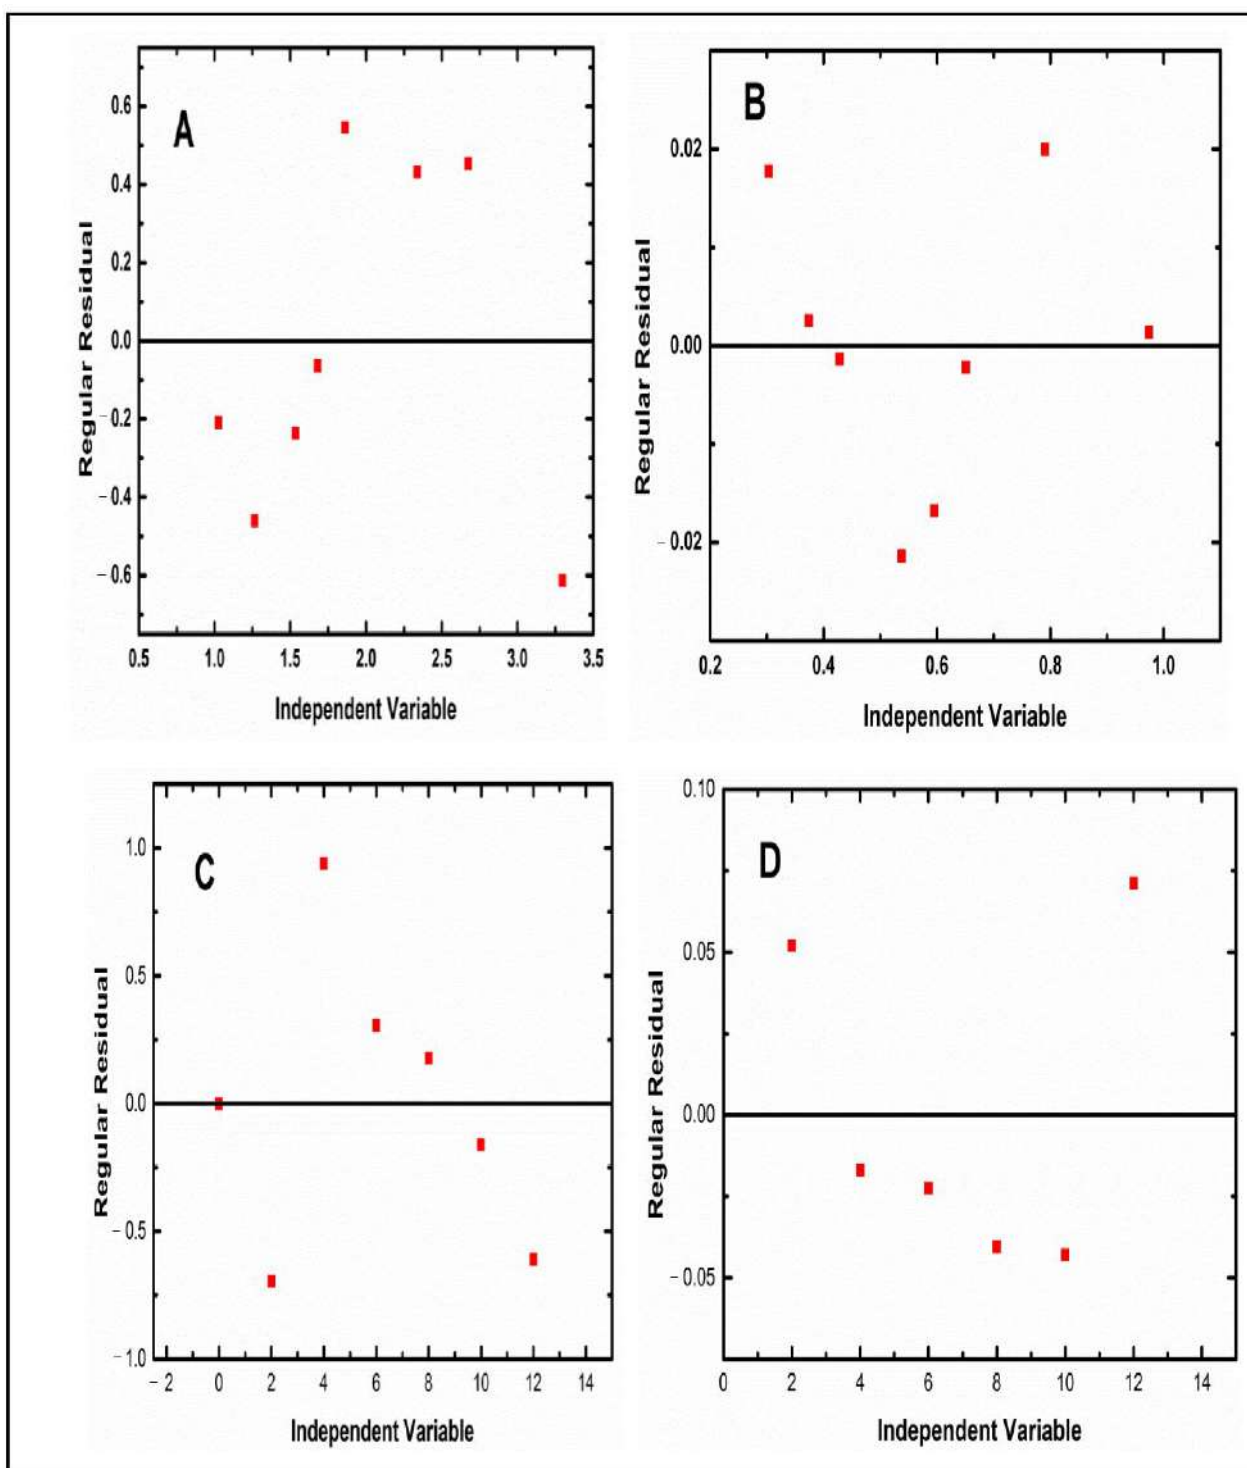 A
0.6
0.4
0.2
0.0
−0.2
−0.4
−0.6
0.5 1.0 1.5 2.0 2.5 3.0 3.5
Regular Residual
Independent Variable
B
0.02
0.00
−0.02
0.2 0.4 0.6 0.8 1.0
Regular Residual
Independent Variable
C
1.0
0.5
0.0
−0.5
−1.0
−2 0 2 4 6 8 10 12 14
Regular Residual
Independent Variable
D
0.10
0.05
0.00
−0.05
0 2 4 6 8 10 12 14
Regular Residual
Independent Variable